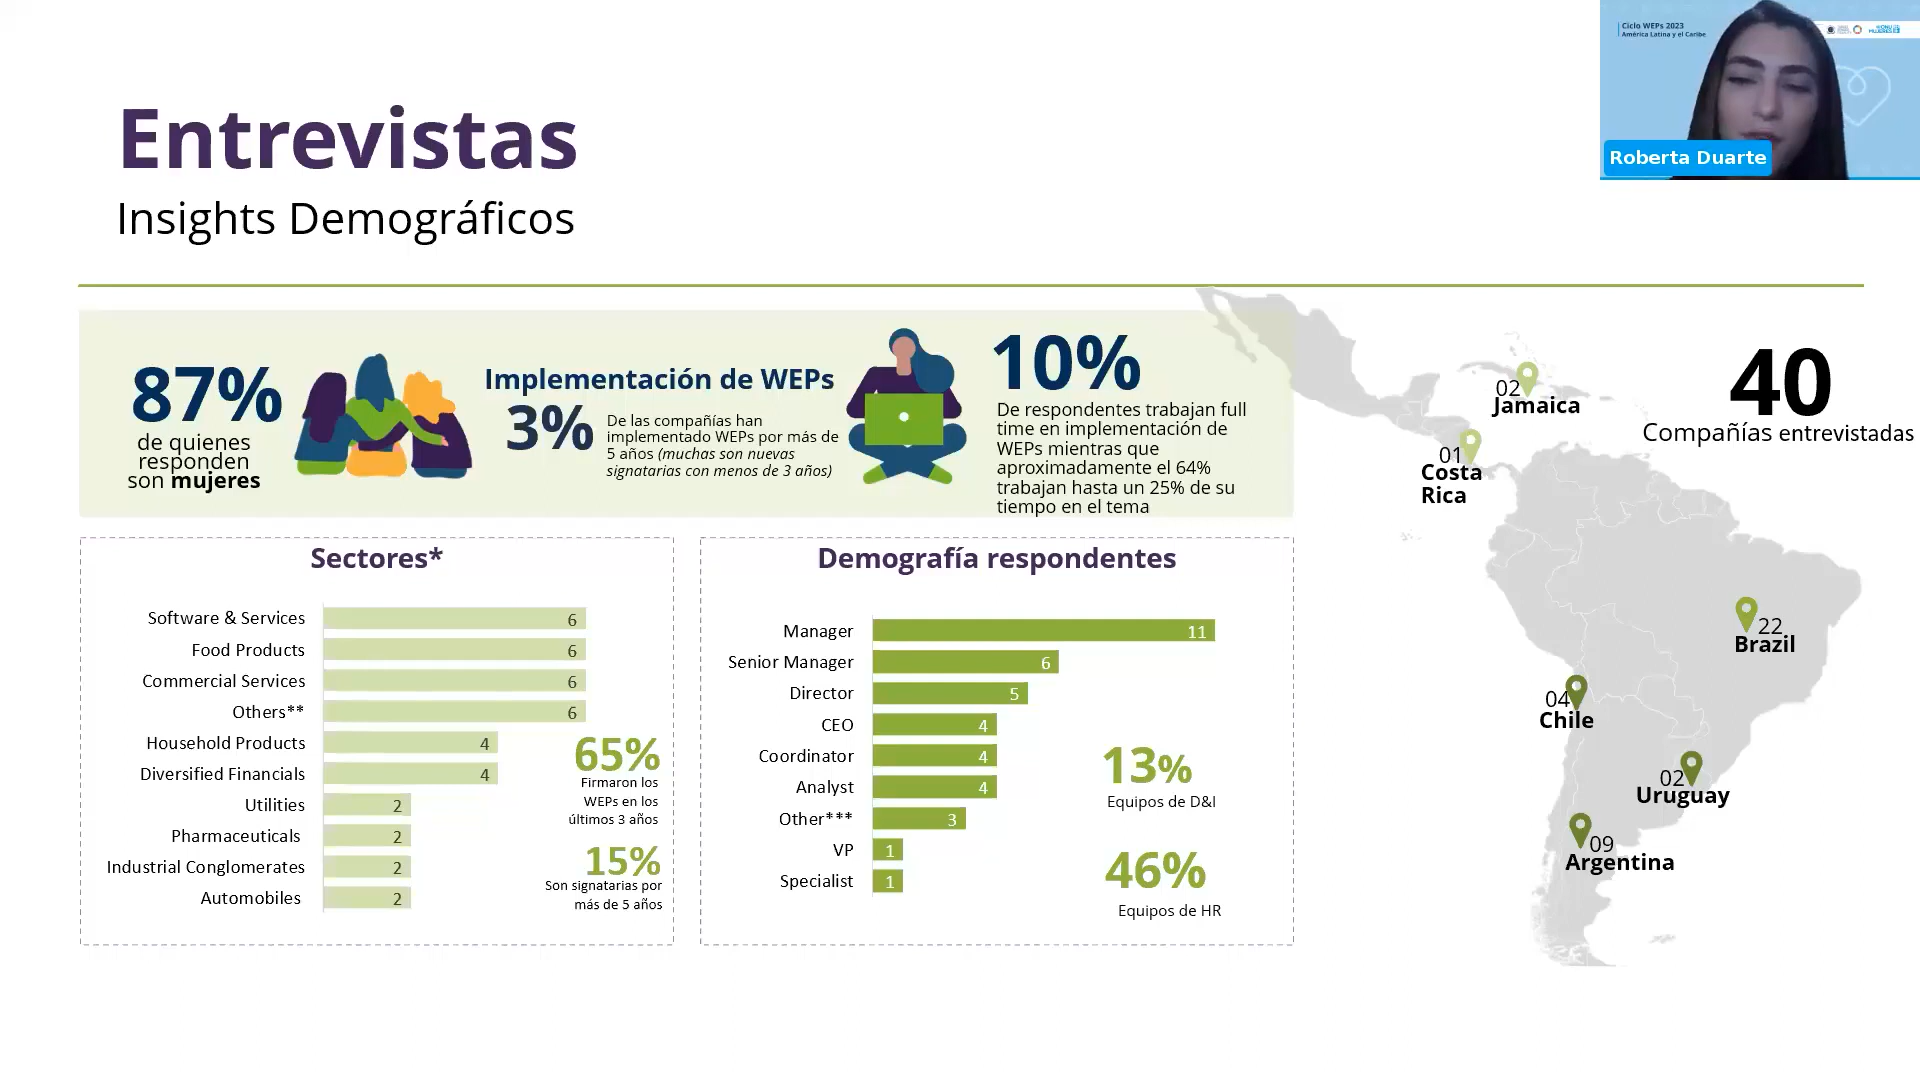 Ciclo WEPs 2023
América Latina y el Caribe
ONU
MUJERES
Roberta Duarte
Entrevistas
Insights Demográficos
87%
de quienes
responden
son mujeres
Implementación de WEPs
3%
De las compañías han
implementado WEPs por más de
5 años (muchas son nuevas
signatarias con menos de 3 años)
10%
De respondentes trabajan full
time en implementación de
WEPs mientras que
aproximadamente el 64%
trabajan hasta un 25% de su
tiempo en el tema
40
Compañías entrevistadas
02
Jamaica
01
Costa
Rica
22
Brazil
04
Chile
02
Uruguay
09
Argentina
Sectores*
Software & Services 6
Food Products 6
Commercial Services 6
Others** 6
Household Products 4
Diversified Financials 4
Utilities 2
Pharmaceuticals 2
Industrial Conglomerates 2
Automobiles 2
65%
Firmaron los
WEPs en los
últimos 3 años
15%
Son signatarias por
más de 5 años
Demografía respondentes
Manager 11
Senior Manager 6
Director 5
CEO 4
Coordinator 4
Analyst 4
Other*** 3
VP 1
Specialist 1
13%
Equipos de D&I
46%
Equipos de HR